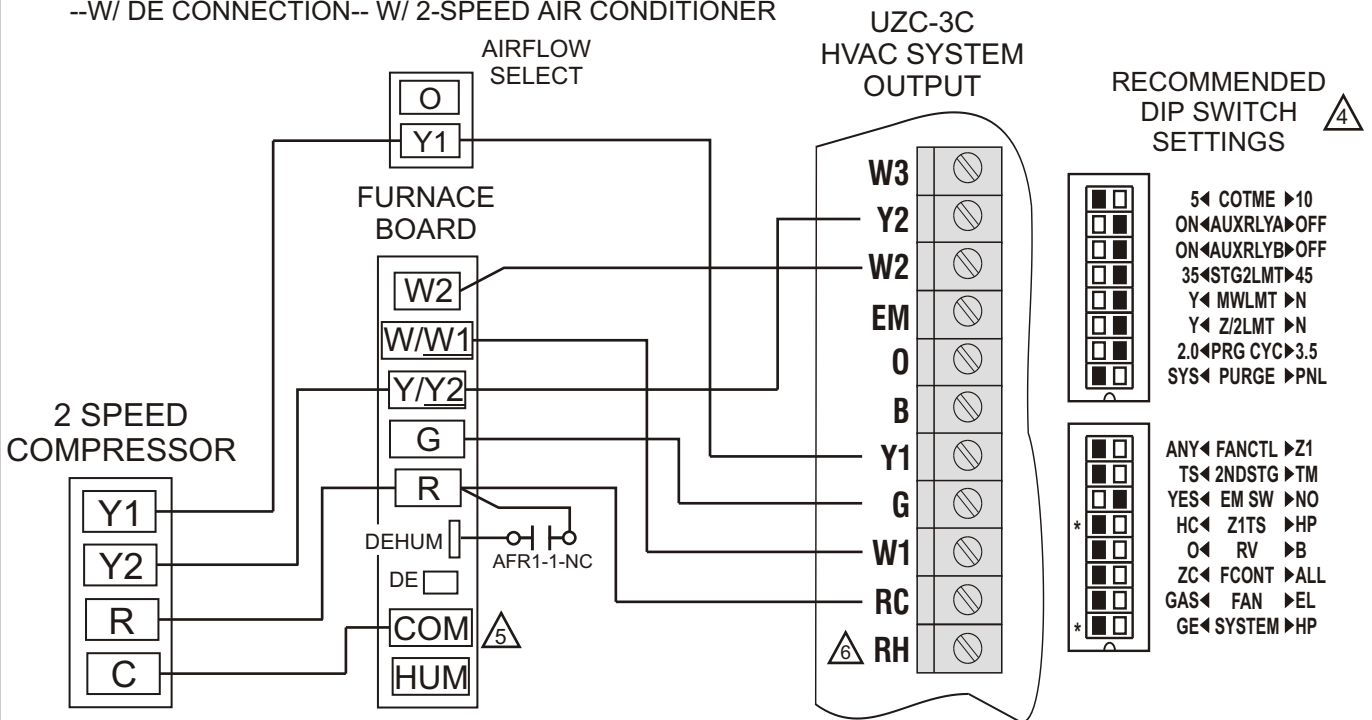 --W/ DE CONNECTION-- W/ 2-SPEED AIR CONDITIONER
AIRFLOW
SELECT
O
Y1
FURNACE
BOARD
W2
W/W1
Y/Y2
G
R
DEHUM
AFR1-1-NC
DE
COM
5
HUM
2 SPEED
COMPRESSOR
Y1
Y2
R
C
UZC-3C
HVAC SYSTEM
OUTPUT
W3
Y2
W2
EM
O
B
Y1
G
W1
RC
6 RH
RECOMMENDED
DIP SWITCH
SETTINGS
4
5◀ COTME ▶10
ON◀AUXRLYA▶OFF
ON◀AUXRLYB▶OFF
35◀STG2LMT▶45
Y◀ MWLMT ▶N
Y◀ Z/2LMT ▶N
2.0◀PRG CYC▶3.5
SYS◀ PURGE ▶PNL
ANY◀ FANCTL ▶Z1
TS◀ 2NDSTG ▶TM
YES◀ EM SW ▶NO
* HC◀ Z1TS ▶HP
O◀ RV ▶B
ZC◀ FCONT ▶ALL
GAS◀ FAN ▶EL
* GE◀ SYSTEM ▶HP